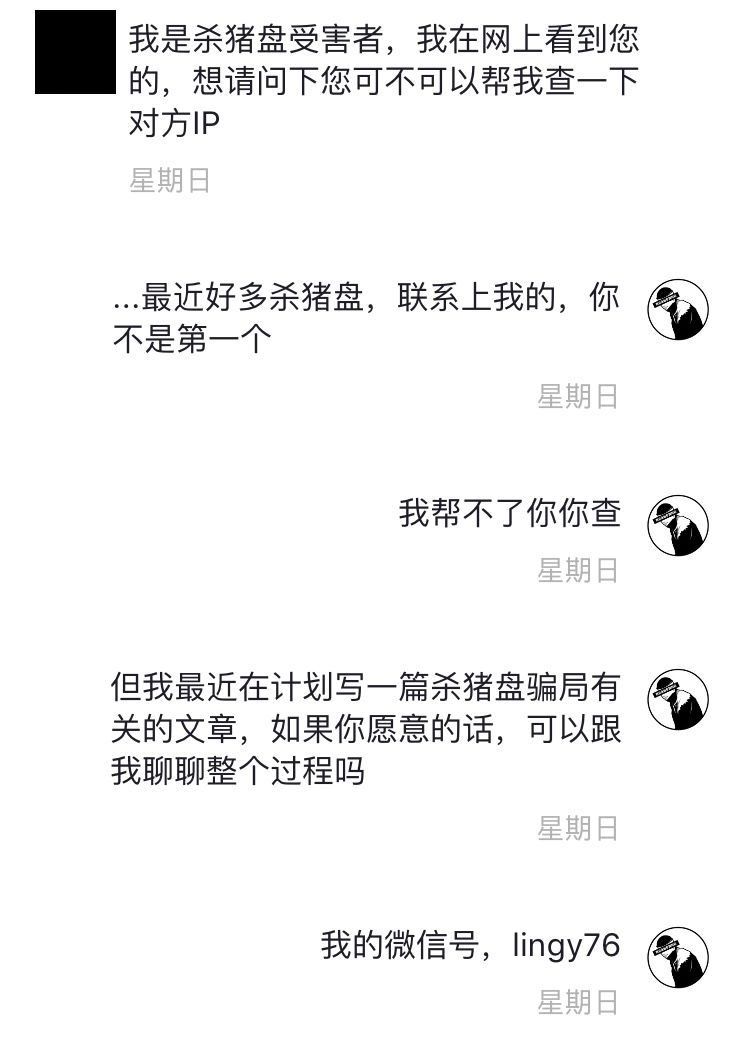 我是杀猪盘受害者，我在网上看到您
的，想请问下您可不可以帮我查一下
对方IP
星期日
...最近好多杀猪盘，联系上我的，你
不是第一个
星期日
我帮不了你你查
星期日
但我最近在计划写一篇杀猪盘骗局有
关的文章，如果你愿意的话，可以跟
我聊聊整个过程吗
星期日
我的微信号，lingy76
星期日